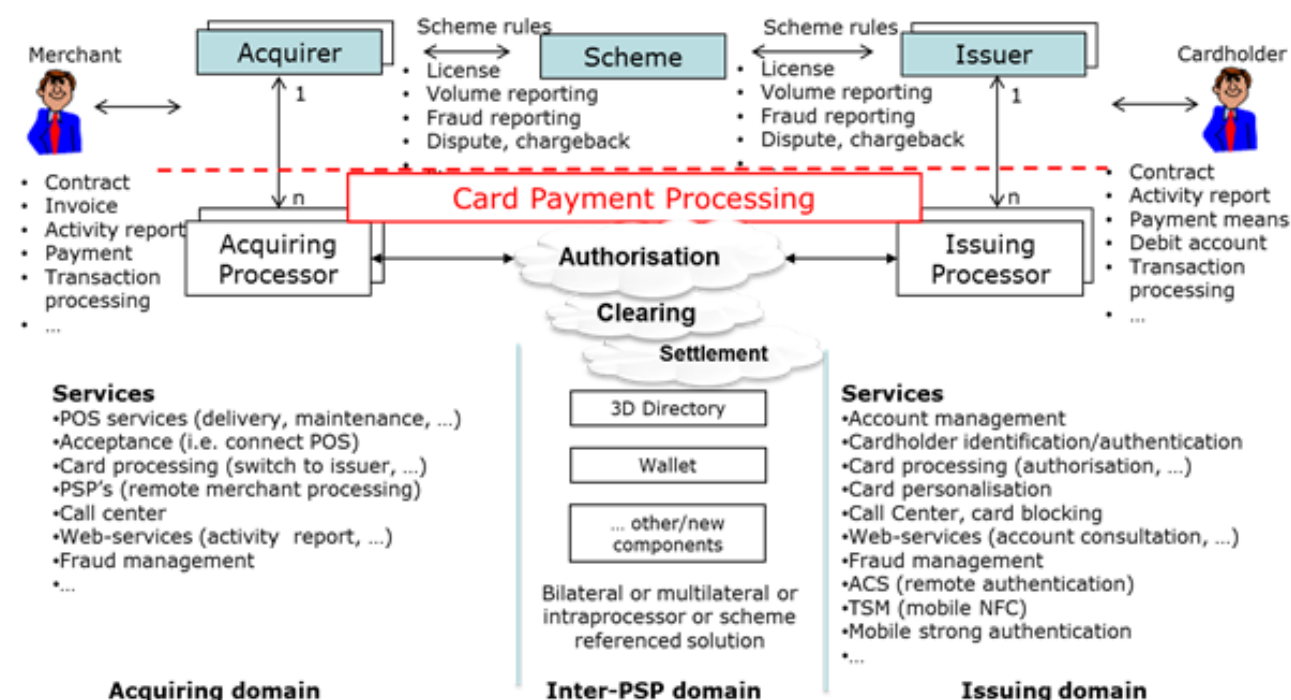 Merchant
Acquirer
Scheme rules
Scheme
Scheme rules
Issuer
Cardholder
1
• License
• Volume reporting
• Fraud reporting
• Dispute, chargeback
• License
• Volume reporting
• Fraud reporting
• Dispute, chargeback
1
• Contract
• Invoice
• Activity report
• Payment
• Transaction
processing
• ...
n
Card Payment Processing
n
• Contract
• Activity report
• Payment means
• Debit account
• Transaction
processing
• ...
Acquiring
Processor
Authorisation
Clearing
Settlement
Issuing
Processor
Services
•POS services (delivery, maintenance, ...)
•Acceptance (i.e. connect POS)
•Card processing (switch to issuer, ...)
•PSP's (remote merchant processing)
•Call center
•Web-services (activity report, ...)
•Fraud management
•...
3D Directory
Wallet
... other/new
components
Bilateral or multilateral or
intraprocessor or scheme
referenced solution
Services
•Account management
•Cardholder identification/authentication
•Card processing (authorisation, ...)
•Card personalisation
•Call Center, card blocking
•Web-services (account consultation, ...)
•Fraud management
•ACS (remote authentication)
•TSM (mobile NFC)
•Mobile strong authentication
•...
Acquiring domain
Inter-PSP domain
Issuing domain